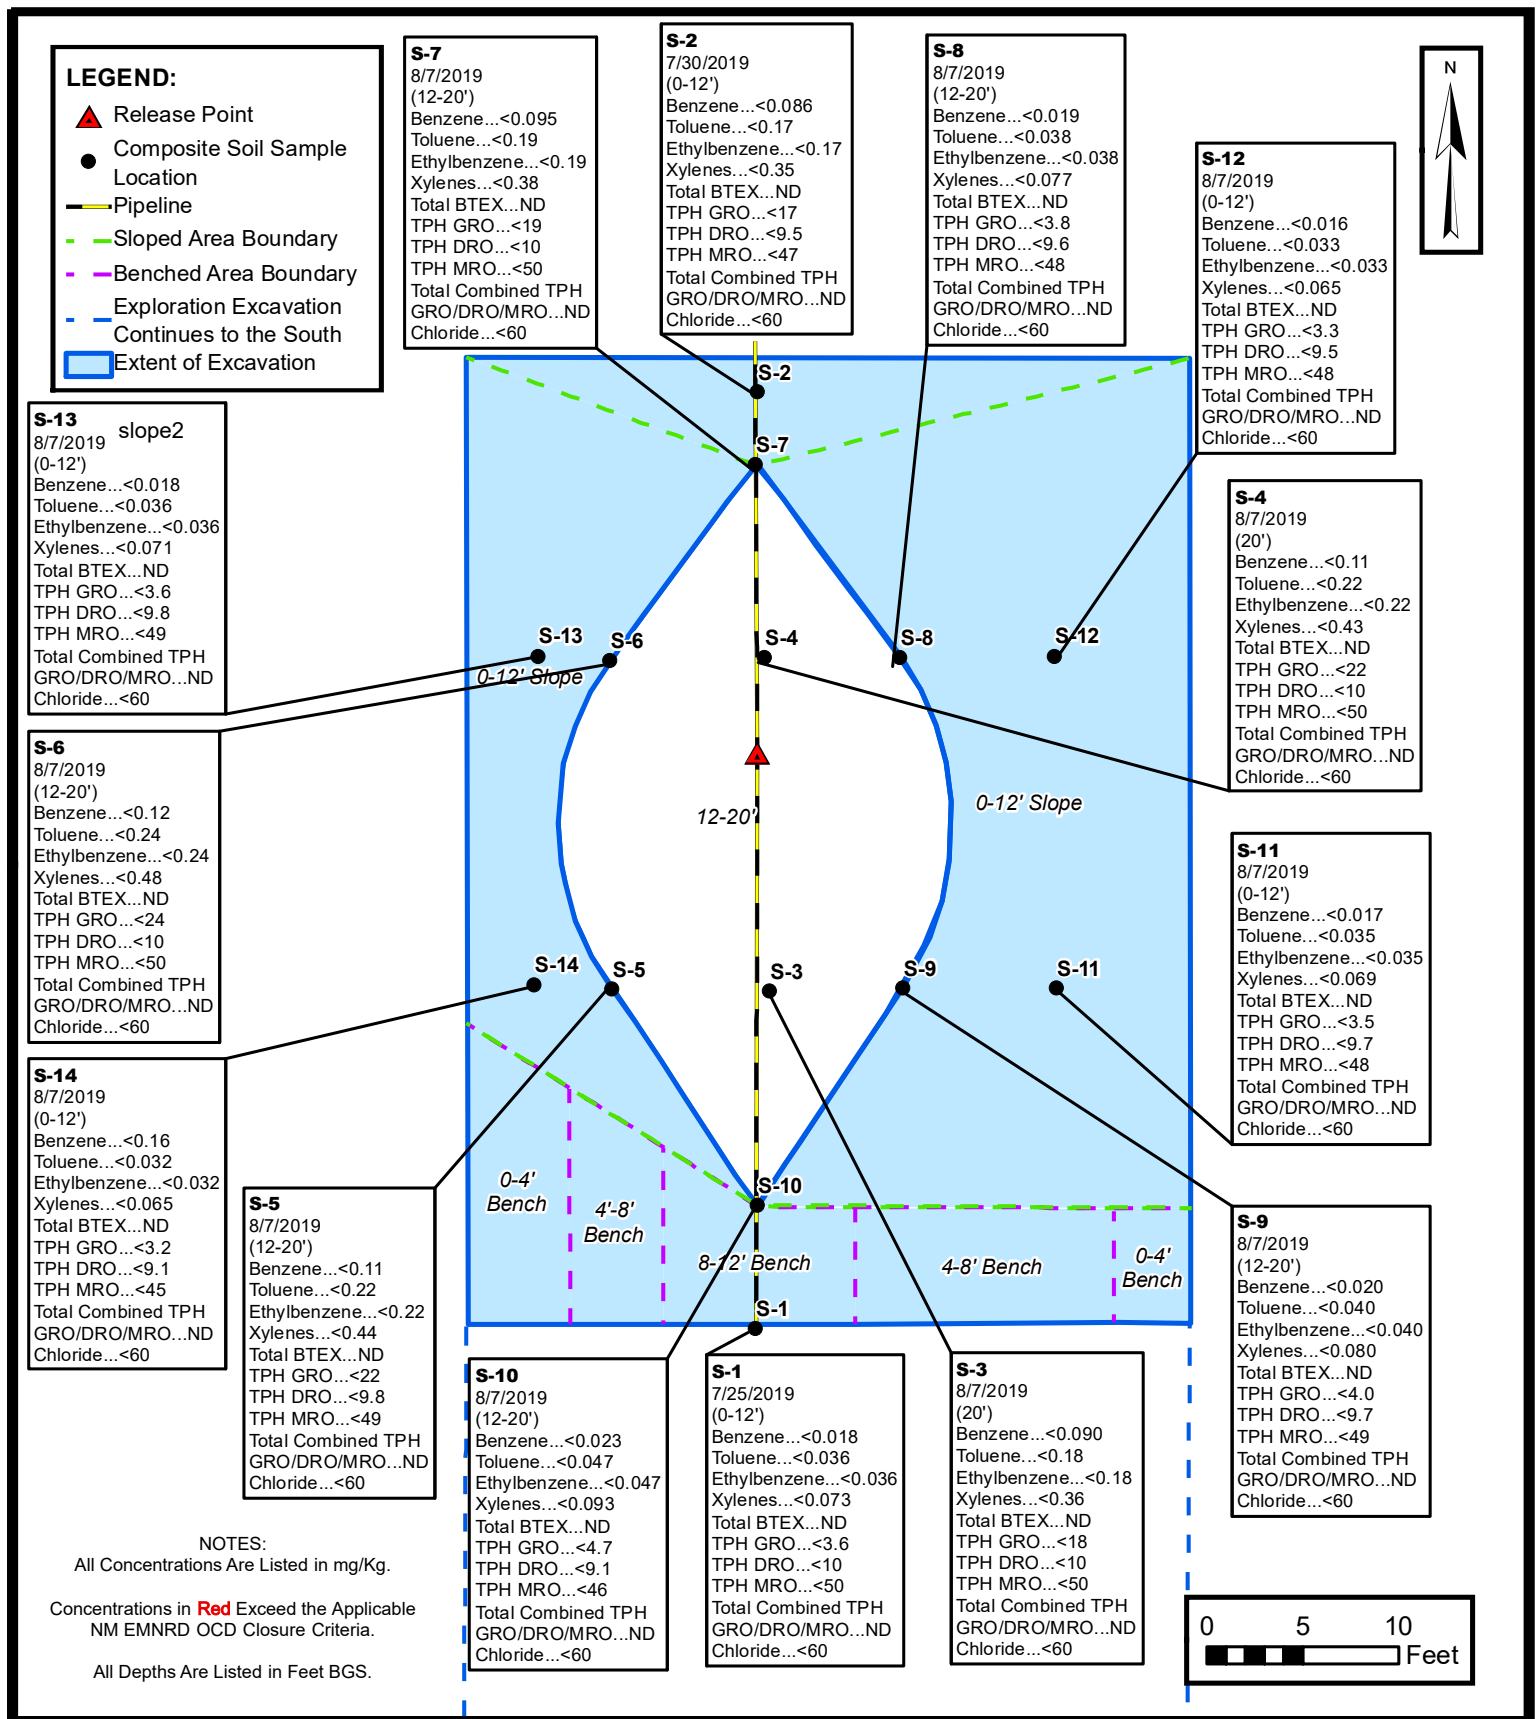 LEGEND:
Release Point
Composite Soil Sample
Location
Pipeline
Sloped Area Boundary
Benched Area Boundary
Exploration Excavation
Continues to the South
Extent of Excavation
S-7
8/7/2019
(12-20')
Benzene...<0.095
Toluene...<0.19
Ethylbenzene...<0.19
Xylenes...<0.38
Total BTEX...ND
TPH GRO...<19
TPH DRO...<10
TPH MRO...<50
Total Combined TPH
GRO/DRO/MRO...ND
Chloride...<60
S-2
7/30/2019
(0-12')
Benzene...<0.086
Toluene...<0.17
Ethylbenzene...<0.17
Xylenes...<0.35
Total BTEX...ND
TPH GRO...<17
TPH DRO...<9.5
TPH MRO...<47
Total Combined TPH
GRO/DRO/MRO...ND
Chloride...<60
S-8
8/7/2019
(12-20')
Benzene...<0.019
Toluene...<0.038
Ethylbenzene...<0.038
Xylenes...<0.077
Total BTEX...ND
TPH GRO...<3.8
TPH DRO...<9.6
TPH MRO...<48
Total Combined TPH
GRO/DRO/MRO...ND
Chloride...<60
N
S-12
8/7/2019
(0-12')
Benzene...<0.016
Toluene...<0.033
Ethylbenzene...<0.033
Xylenes...<0.065
Total BTEX...ND
TPH GRO...<3.3
TPH DRO...<9.5
TPH MRO...<48
Total Combined TPH
GRO/DRO/MRO...ND
Chloride...<60
S-13
8/7/2019 slope2
(0-12')
Benzene...<0.018
Toluene...<0.036
Ethylbenzene...<0.036
Xylenes...<0.071
Total BTEX...ND
TPH GRO...<3.6
TPH DRO...<9.8
TPH MRO...<49
Total Combined TPH
GRO/DRO/MRO...ND
Chloride...<60
S-4
8/7/2019
(20')
Benzene...<0.11
Toluene...<0.22
Ethylbenzene...<0.22
Xylenes...<0.43
Total BTEX...ND
TPH GRO...<22
TPH DRO...<10
TPH MRO...<50
Total Combined TPH
GRO/DRO/MRO...ND
Chloride...<60
S-2
S-7
S-13
S-6
S-4
S-8
S-12
0-12' Slope
12-20'
0-12' Slope
S-14
S-5
S-3
S-9
S-11
S-10
0-4'
Bench
4'-8'
Bench
8-12' Bench
4-8' Bench
0-4'
Bench
S-1
S-6
8/7/2019
(12-20')
Benzene...<0.12
Toluene...<0.24
Ethylbenzene...<0.24
Xylenes...<0.48
Total BTEX...ND
TPH GRO...<24
TPH DRO...<10
TPH MRO...<50
Total Combined TPH
GRO/DRO/MRO...ND
Chloride...<60
S-11
8/7/2019
(0-12')
Benzene...<0.017
Toluene...<0.035
Ethylbenzene...<0.035
Xylenes...<0.069
Total BTEX...ND
TPH GRO...<3.5
TPH DRO...<9.7
TPH MRO...<48
Total Combined TPH
GRO/DRO/MRO...ND
Chloride...<60
S-14
8/7/2019
(0-12')
Benzene...<0.16
Toluene...<0.032
Ethylbenzene...<0.032
Xylenes...<0.065
Total BTEX...ND
TPH GRO...<3.2
TPH DRO...<9.1
TPH MRO...<45
Total Combined TPH
GRO/DRO/MRO...ND
Chloride...<60
S-5
8/7/2019
(12-20')
Benzene...<0.11
Toluene...<0.22
Ethylbenzene...<0.22
Xylenes...<0.44
Total BTEX...ND
TPH GRO...<22
TPH DRO...<9.8
TPH MRO...<49
Total Combined TPH
GRO/DRO/MRO...ND
Chloride...<60
S-9
8/7/2019
(12-20')
Benzene...<0.020
Toluene...<0.040
Ethylbenzene...<0.040
Xylenes...<0.080
Total BTEX...ND
TPH GRO...<4.0
TPH DRO...<9.7
TPH MRO...<49
Total Combined TPH
GRO/DRO/MRO...ND
Chloride...<60
S-10
8/7/2019
(12-20')
Benzene...<0.023
Toluene...<0.047
Ethylbenzene...<0.047
Xylenes...<0.093
Total BTEX...ND
TPH GRO...<4.7
TPH DRO...<9.1
TPH MRO...<46
Total Combined TPH
GRO/DRO/MRO...ND
Chloride...<60
S-1
7/25/2019
(0-12')
Benzene...<0.018
Toluene...<0.036
Ethylbenzene...<0.036
Xylenes...<0.073
Total BTEX...ND
TPH GRO...<3.6
TPH DRO...<10
TPH MRO...<50
Total Combined TPH
GRO/DRO/MRO...ND
Chloride...<60
S-3
8/7/2019
(20')
Benzene...<0.090
Toluene...<0.18
Ethylbenzene...<0.18
Xylenes...<0.36
Total BTEX...ND
TPH GRO...<18
TPH DRO...<10
TPH MRO...<50
Total Combined TPH
GRO/DRO/MRO...ND
Chloride...<60
NOTES:
All Concentrations Are Listed in mg/Kg.
Concentrations in Red Exceed the Applicable
NM EMNRD OCD Closure Criteria.
All Depths Are Listed in Feet BGS.
0 5 10
Feet